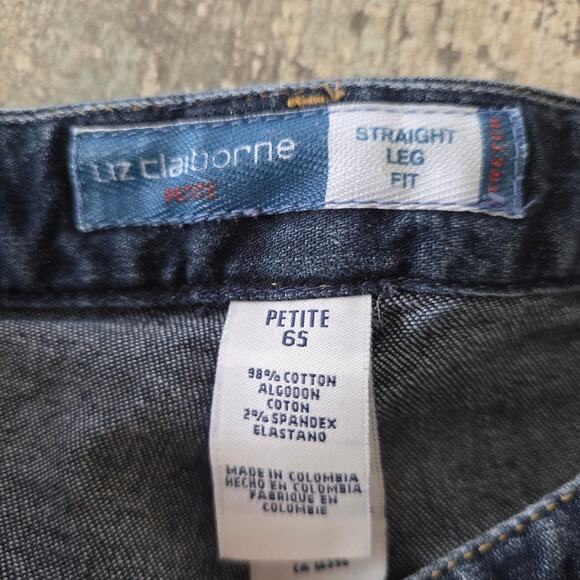 Liz claiborne
PETITE
STRAIGHT
LEG
FIT
PETITE
6S
98% COTTON
ALGODON
COTON
2% SPANDEX
ELASTANO
MADE IN COLOMBIA
HECHO EN COLOMBIA
FABRIQUE EN
COLOMBIE